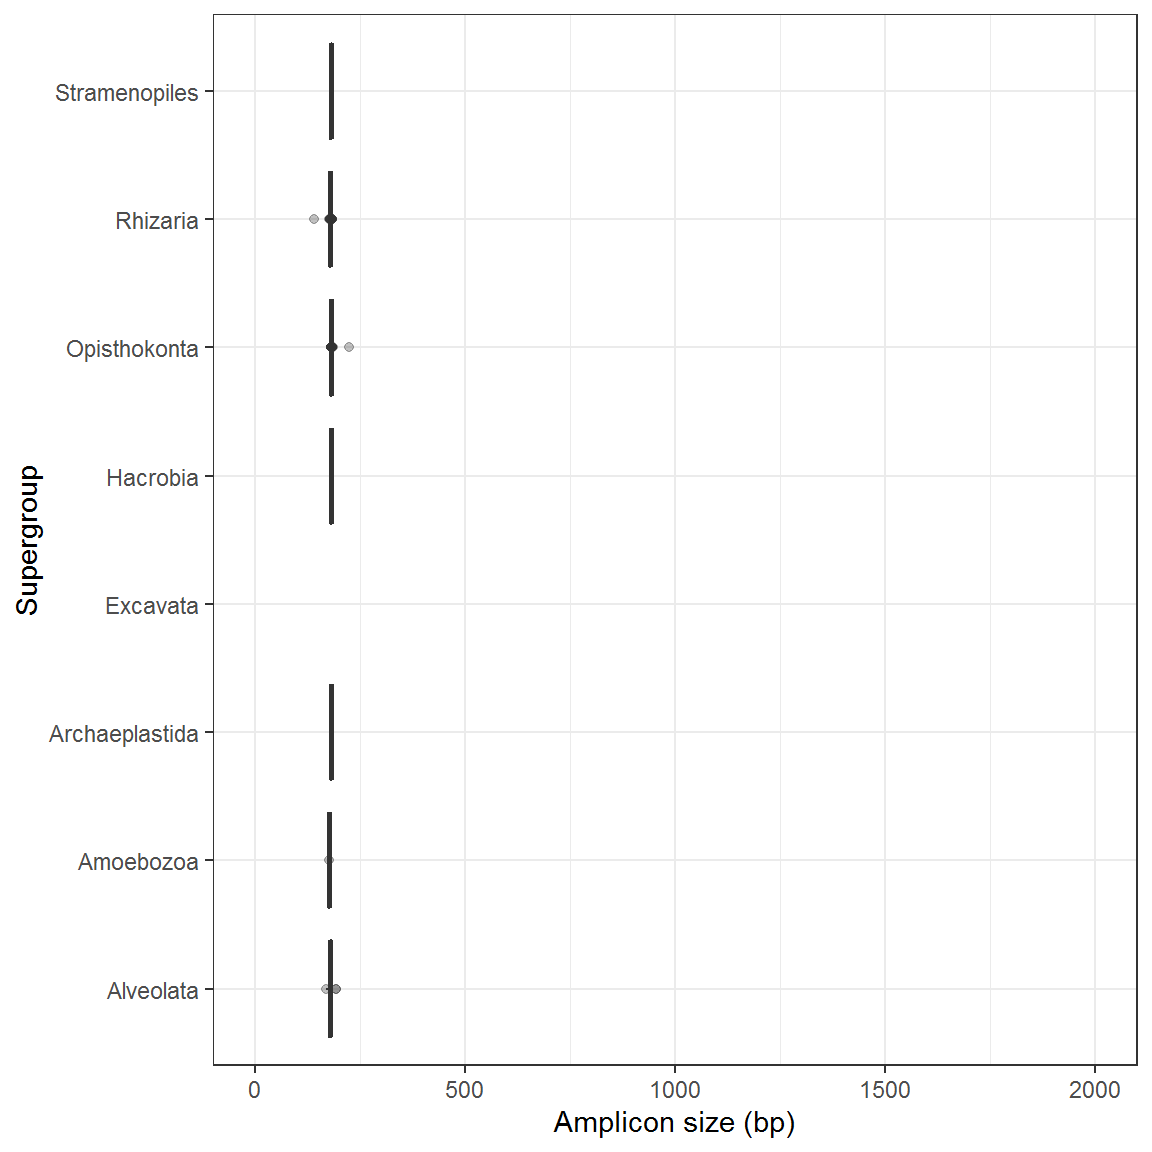 Supergroup
Stramenopiles
Rhizaria
Opisthokonta
Hacrobia
Excavata
Archaeplastida
Amoebozoa
Alveolata
0 500 1000 1500 2000
Amplicon size (bp)